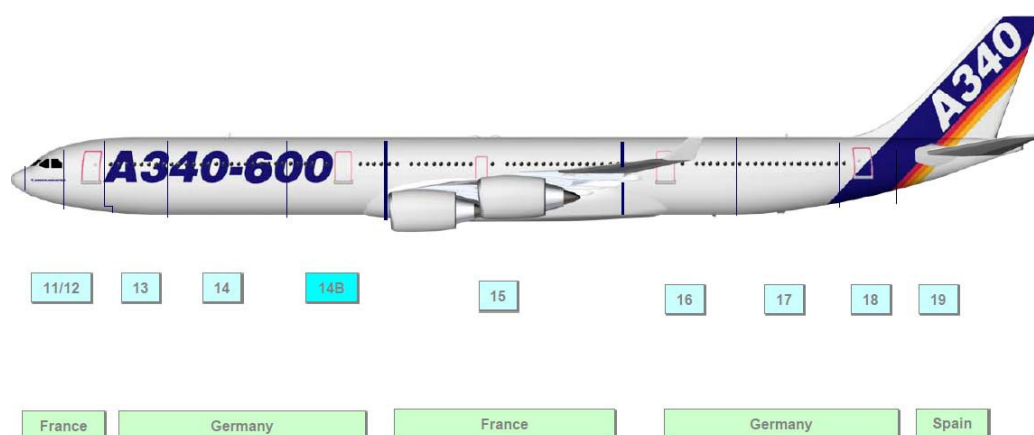 A340
A340-600
11/12
13
14
14B
15
16
17
18
19
France
Germany
France
Germany
Spain